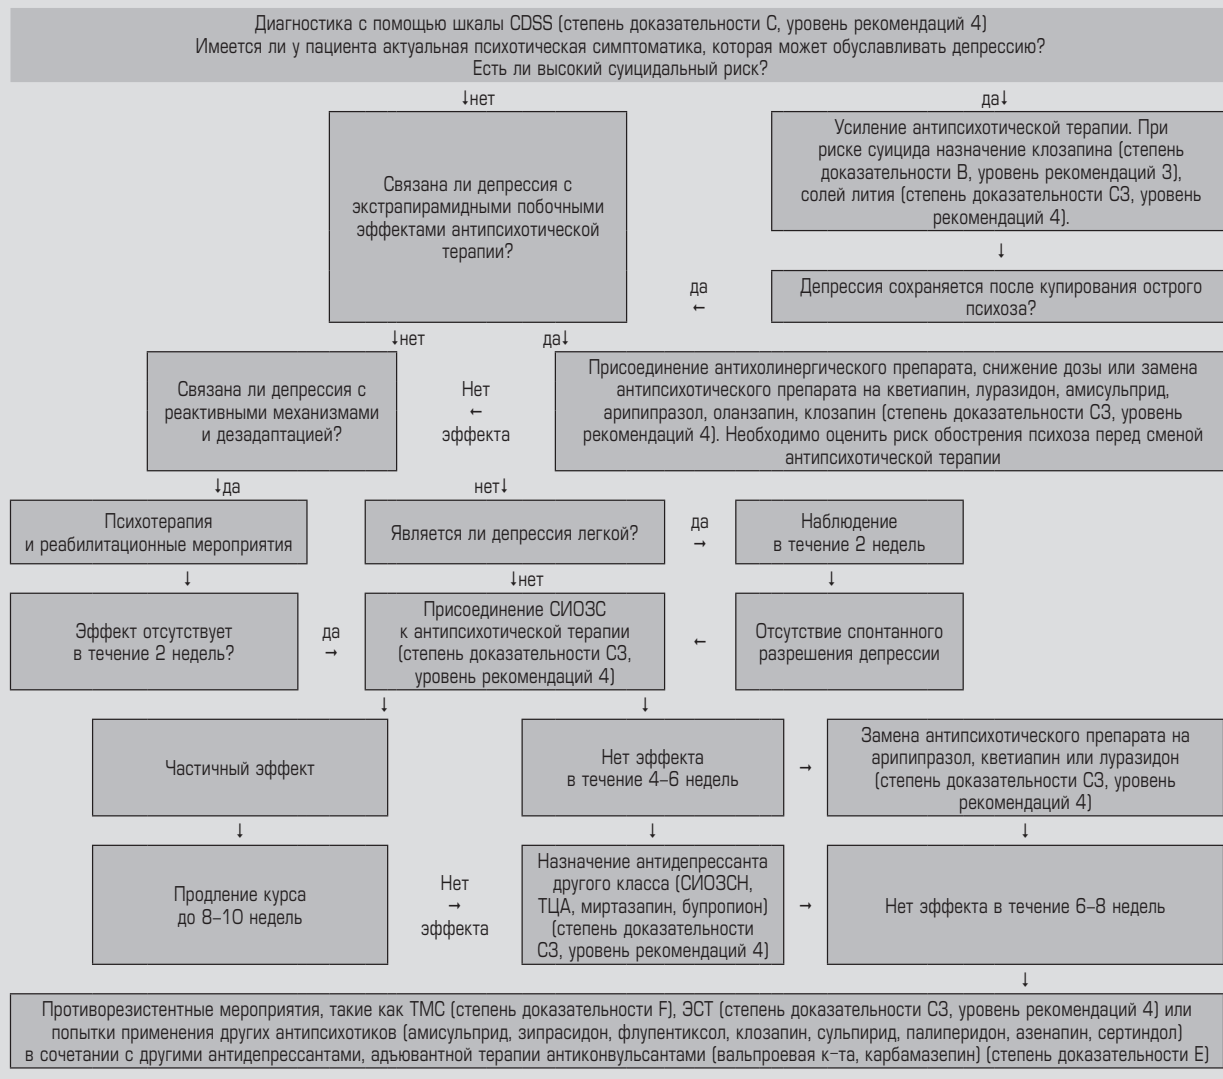 Диагностика с помощью шкалы CDSS (степень доказательности C, уровень рекомендаций 4)
Имеется ли у пациента актуальная психотическая симптоматика, которая может обуславливать депрессию?
Есть ли высокий суицидальный риск?
↓нет
да↓
Связана ли депрессия с
экстрапирамидными побочными
эффектами антипсихотической
терапии?
Усиление антипсихотической терапии. При
риске суицида назначение клозапина (степень
доказательности B, уровень рекомендаций 3),
солей лития (степень доказательности C3, уровень
рекомендаций 4).
↓
да
←
Депрессия сохраняется после купирования острого
психоза?
↓нет
да↓
Связана ли депрессия с
реактивными механизмами
и дезадаптацией?
Нет
←
эффекта
Присоединение антихолинергического препарата, снижение дозы или замена
антипсихотического препарата на кветиапин, луразидон, амисульприд,
арипипразол, оланзапин, клозапин (степень доказательности C3, уровень
рекомендаций 4). Необходимо оценить риск обострения психоза перед сменой
антипсихотической терапии
↓да
нет↓
Психотерапия
и реабилитационные мероприятия
Является ли депрессия легкой?
да
→
Наблюдение
в течение 2 недель
↓
↓нет
↓
Эффект отсутствует
в течение 2 недель?
да
→
Присоединение СИОЗС
к антипсихотической терапии
(степень доказательности C3,
уровень рекомендаций 4)
←
Отсутствие спонтанного
разрешения депрессии
↓
↓
Частичный эффект
Нет эффекта
в течение 4–6 недель
→
Замена антипсихотического препарата на
арипипразол, кветиапин или луразидон
(степень доказательности C3, уровень
рекомендаций 4)
↓
↓
↓
Продление курса
до 8–10 недель
Нет
→
эффекта
Назначение антидепрессанта
другого класса (СИОЗСН,
ТЦА, миртазапин, бупропион)
(степень доказательности
C3, уровень рекомендаций 4)
→
Нет эффекта в течение 6–8 недель
↓
Противорезистентные мероприятия, такие как ТМС (степень доказательности F), ЭСТ (степень доказательности C3, уровень рекомендаций 4) или
попытки применения других антипсихотиков (амисульприд, зипрасидон, флупентиксол, клозапин, сульпирид, палиперидон, азенапин, сертиндол)
в сочетании с другими антидепрессантами, адъювантной терапии антиконвульсантами (вальпроевая к-та, карбамазепин) (степень доказательности E)